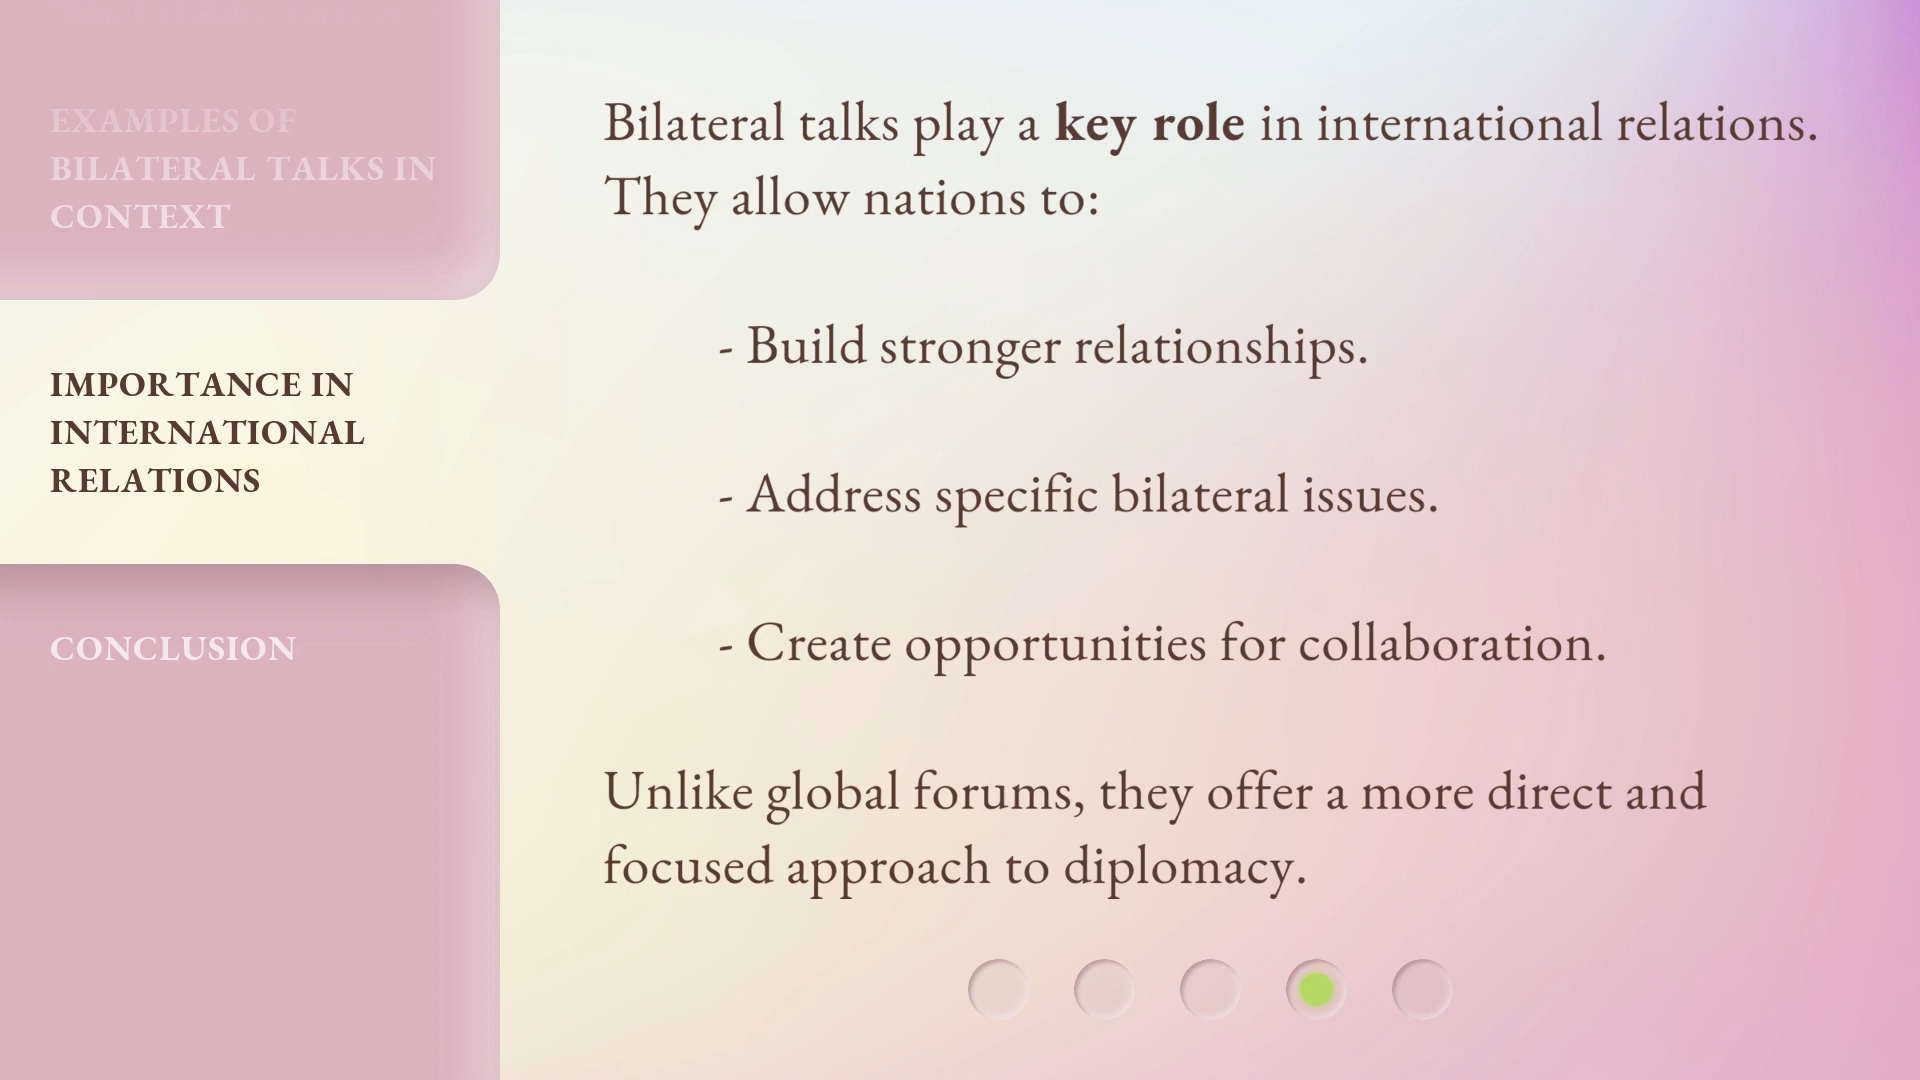 EXAMPLES OF
BILATERAL TALKS IN
CONTEXT
IMPORTANCE IN
INTERNATIONAL
RELATIONS
CONCLUSION
Bilateral talks play a key role in international relations.
They allow nations to:
- Build stronger relationships.
- Address specific bilateral issues.
- Create opportunities for collaboration.
Unlike global forums, they offer a more direct and
focused approach to diplomacy.